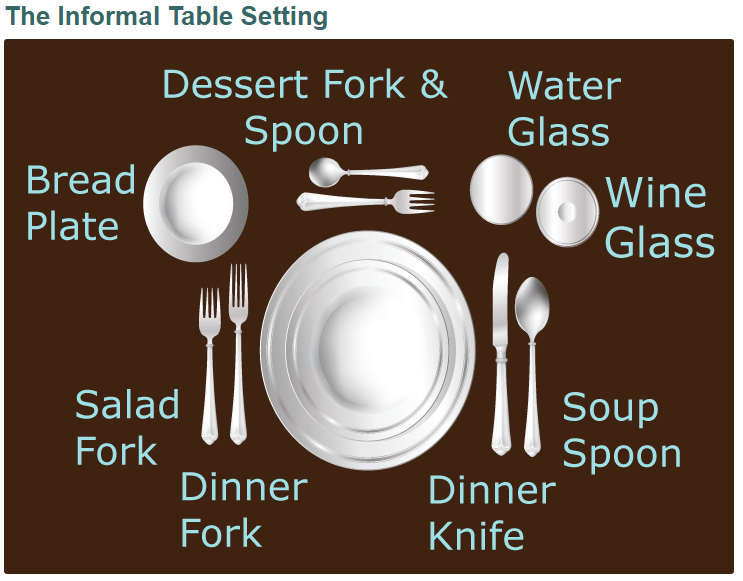 The Informal Table Setting
Dessert Fork &
Spoon
Water
Glass
Bread
Plate
Wine
Glass
Salad
Fork
Soup
Spoon
Dinner
Fork
Dinner
Knife